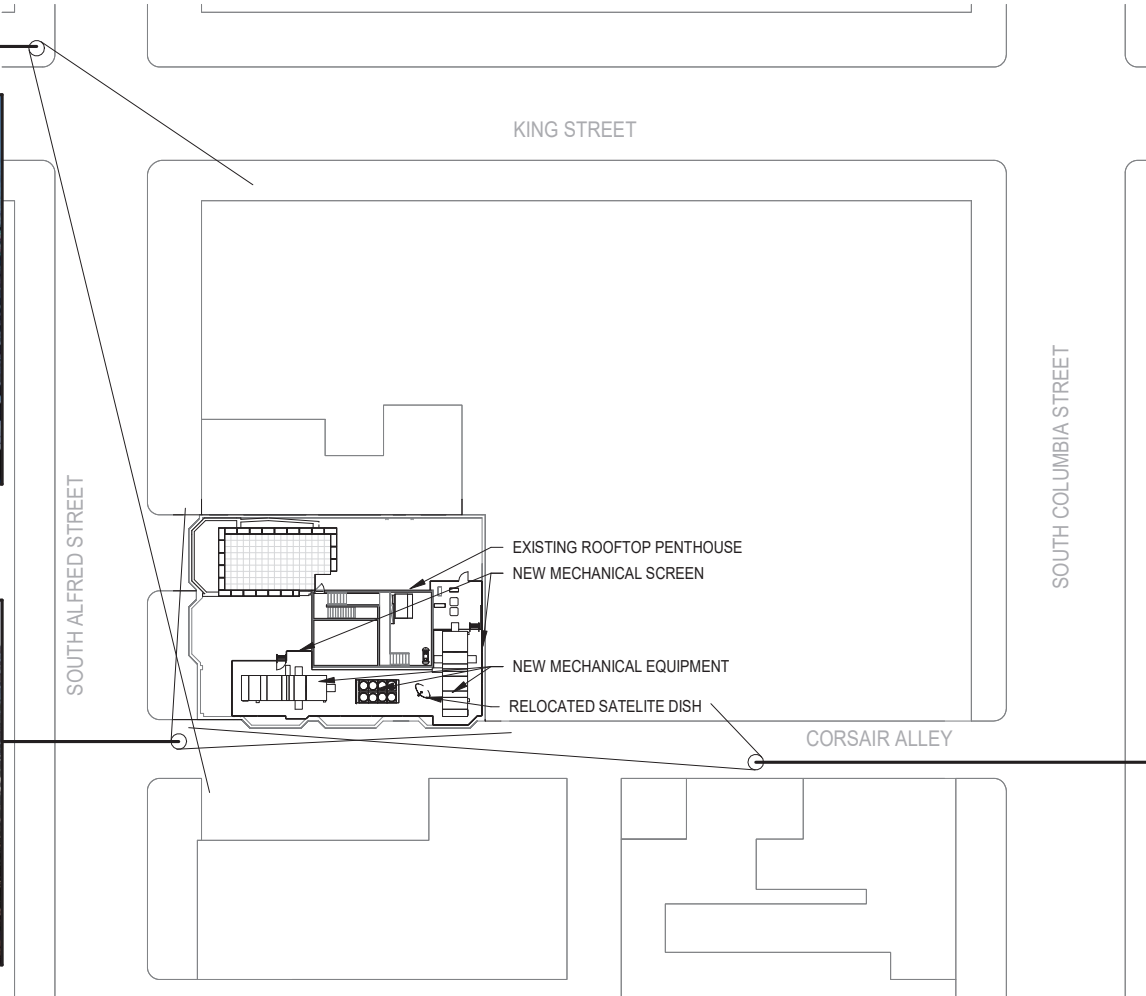 KING STREET
SOUTH COLUMBIA STREET
SOUTH ALFRED STREET
EXISTING ROOFTOP PENTHOUSE
NEW MECHANICAL SCREEN
NEW MECHANICAL EQUIPMENT
RELOCATED SATELITE DISH
CORSAIR ALLEY